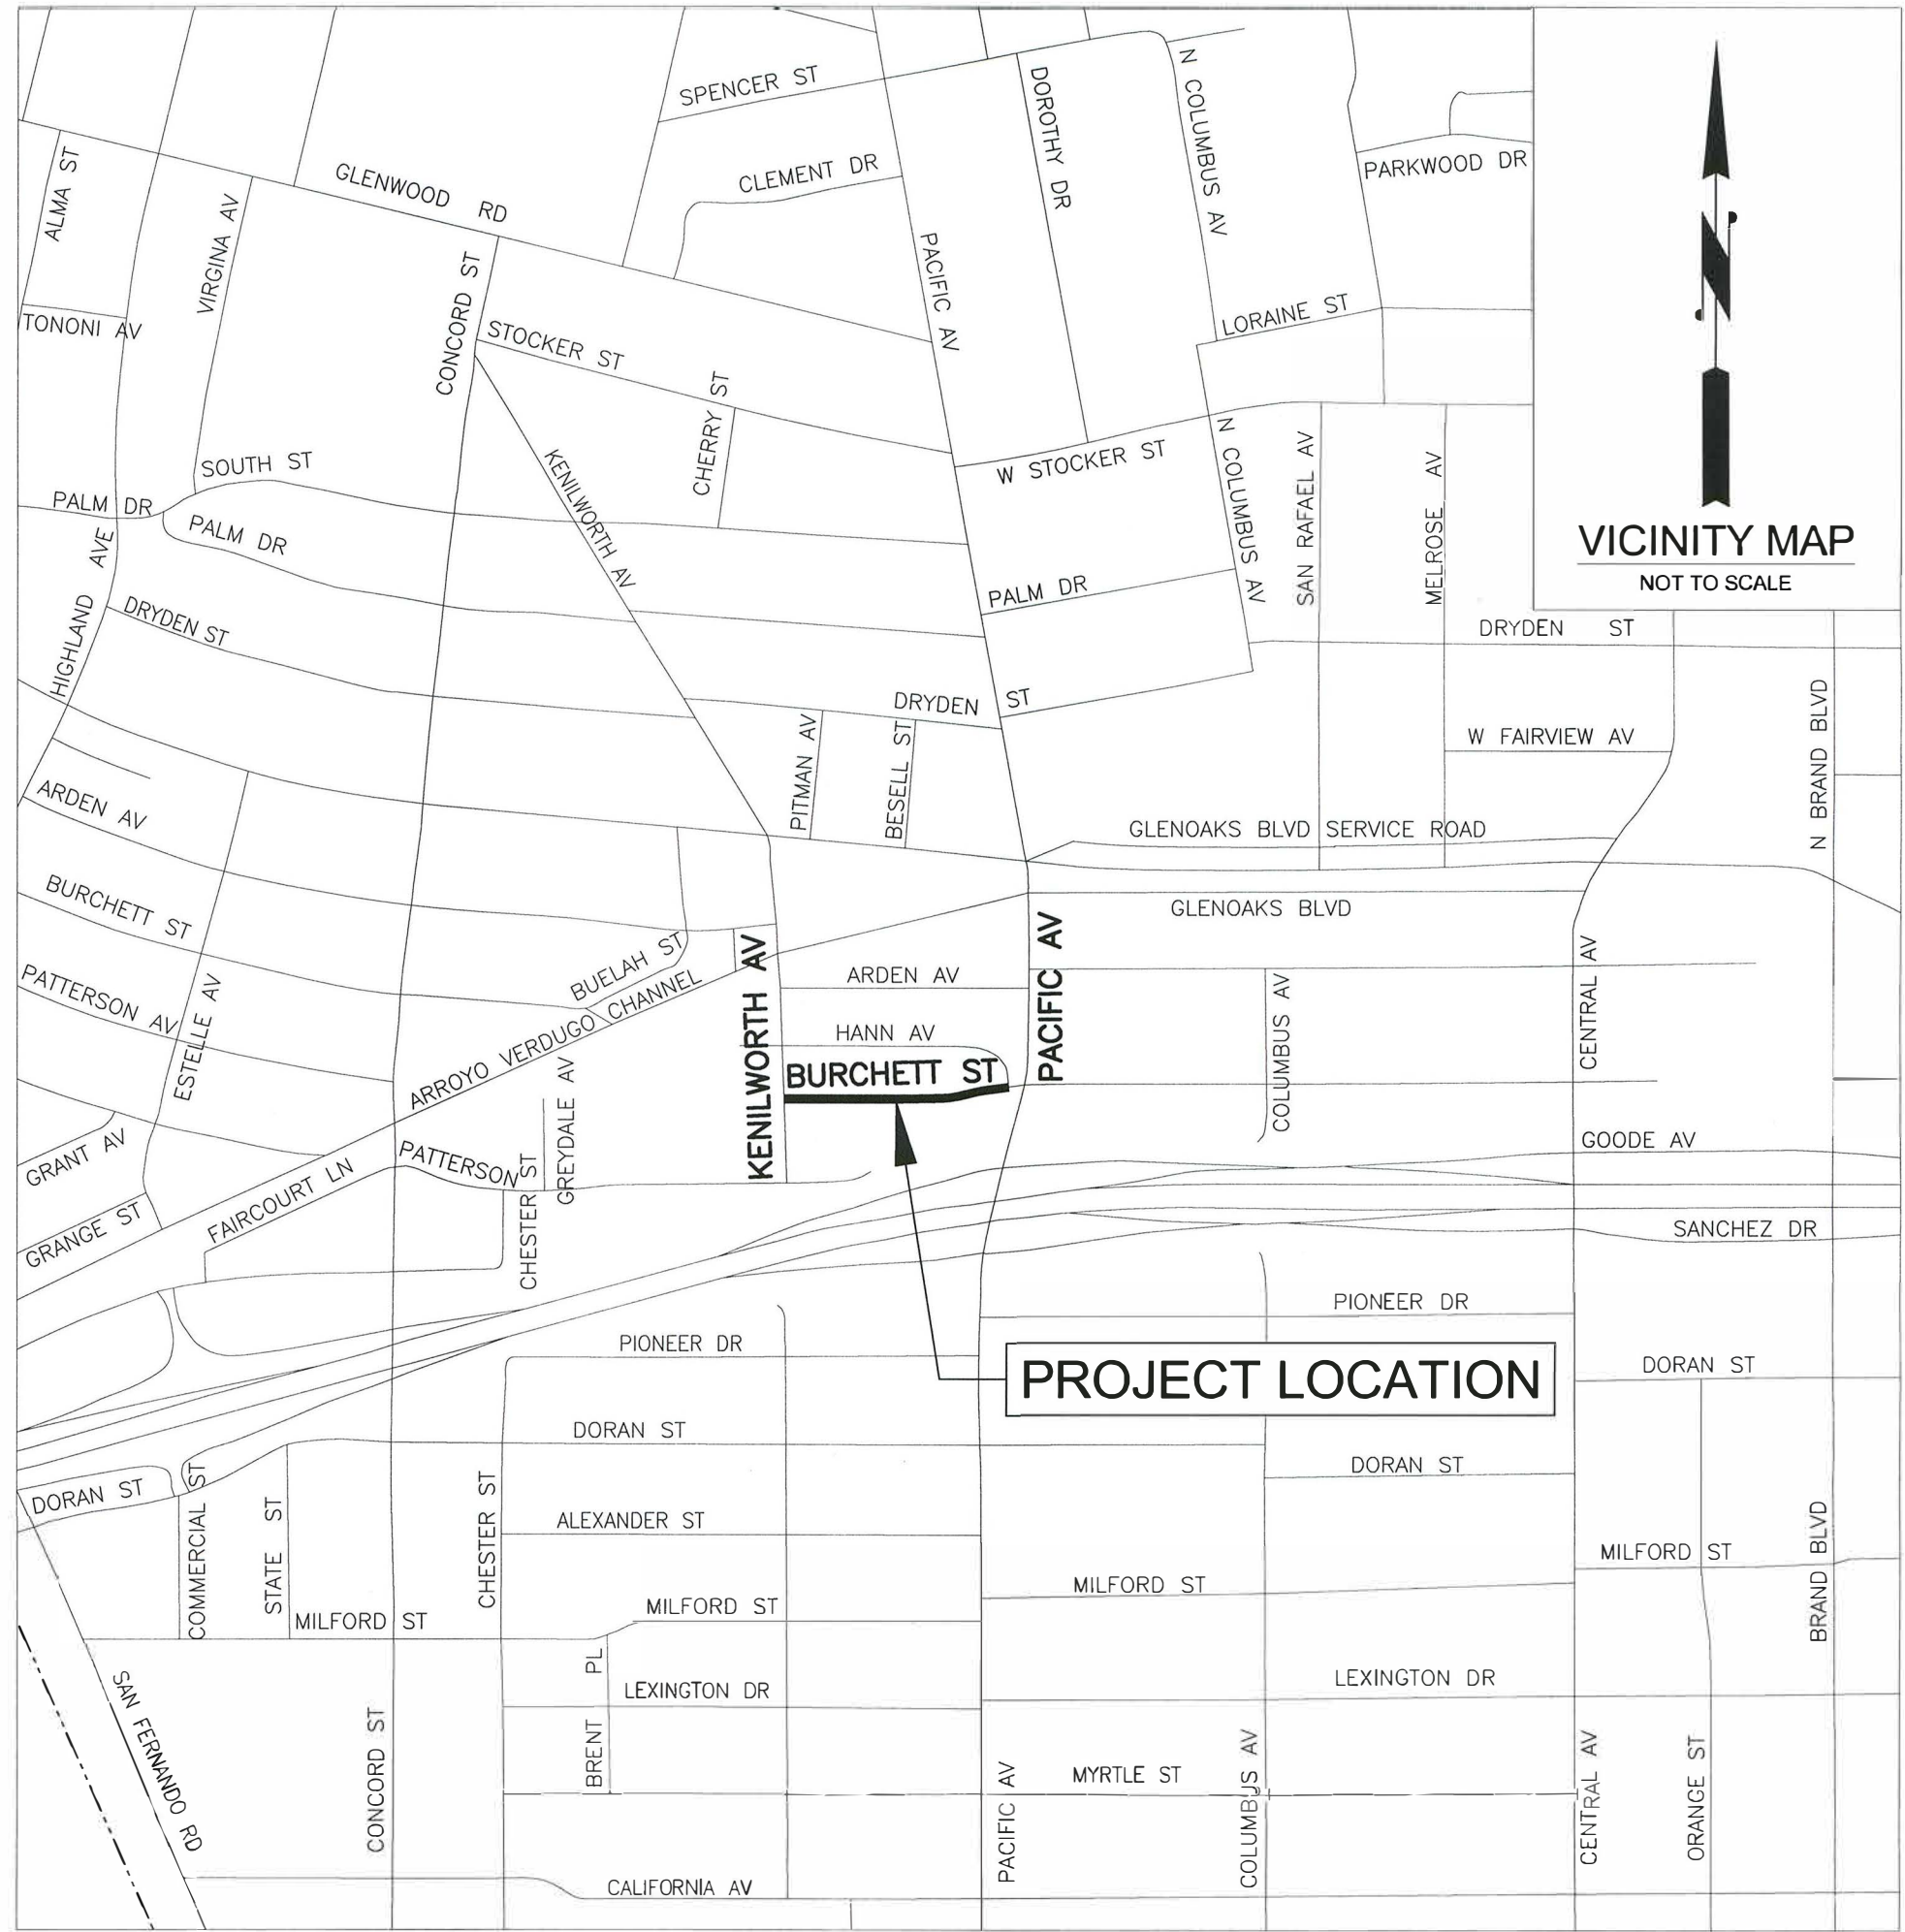 SPENCER ST
DOROTHY DR
N COLUMBUS AV
ALMA ST
GLENWOOD RD
CLEMENT DR
PARKWOOD DR
VIRGINIA AV
CONCORD ST
PACIFIC AV
TONONI AV
STOCKER ST
LORAINE ST
CHERRY ST
SOUTH ST
KENILWORTH AV
W STOCKER ST
N COLUMBUS AV
SAN RAFAEL AV
MELROSE AV
VICINITY MAP
NOT TO SCALE
PALM DR
PALM DR
HIGHLAND AVE
PALM DR
DRYDEN ST
DRYDEN ST
DRYDEN ST
W FAIRVIEW AV
N BRAND BLVD
PITMAN AV
BESELL ST
ARDEN AV
GLENOAKS BLVD SERVICE ROAD
BURCHETT ST
GLENOAKS BLVD
PATTERSON AV
ESTELLE AV
BUELAH ST
ARROYO VERDUGO CHANNEL
KENILWORTH AV
ARDEN AV
PACIFIC AV
COLUMBUS AV
CENTRAL AV
HANN AV
BURCHETT ST
GREYDALE AV
GRANT AV
FAIRCOURT LN
PATTERSON
CHESTER ST
GOODE AV
GRANGE ST
SANCHEZ DR
PIONEER DR
PIONEER DR
PROJECT LOCATION
DORAN ST
DORAN ST
DORAN ST
DORAN ST
COMMERCIAL ST
STATE ST
CHESTER ST
ALEXANDER ST
MILFORD ST
BRAND BLVD
MILFORD ST
MILFORD ST
MILFORD ST
SAN FERNANDO RD
CONCORD ST
BRENT PL
LEXINGTON DR
LEXINGTON DR
PACIFIC AV
MYRTLE ST
COLUMBUS AV
CENTRAL AV
ORANGE ST
CALIFORNIA AV